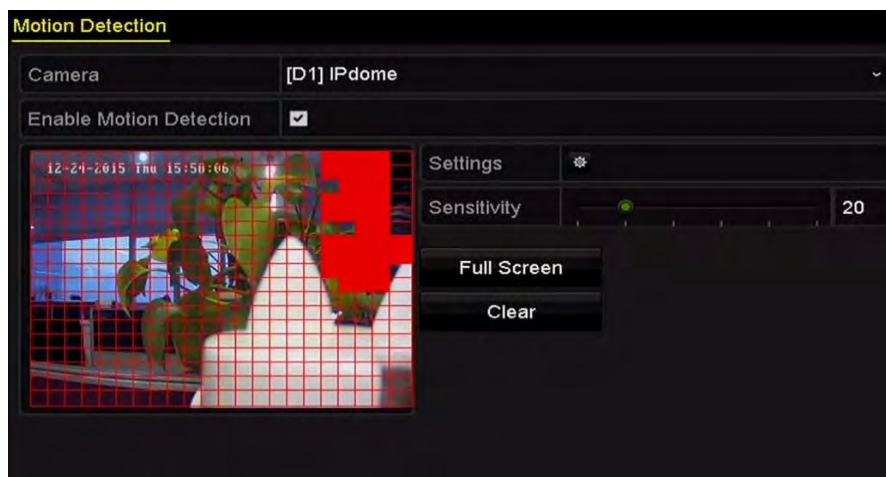 Motion Detection
Camera [D1] IPdome
Enable Motion Detection
12-24-2015 Thu 15:58:06
Settings
Sensitivity 20
Full Screen
Clear